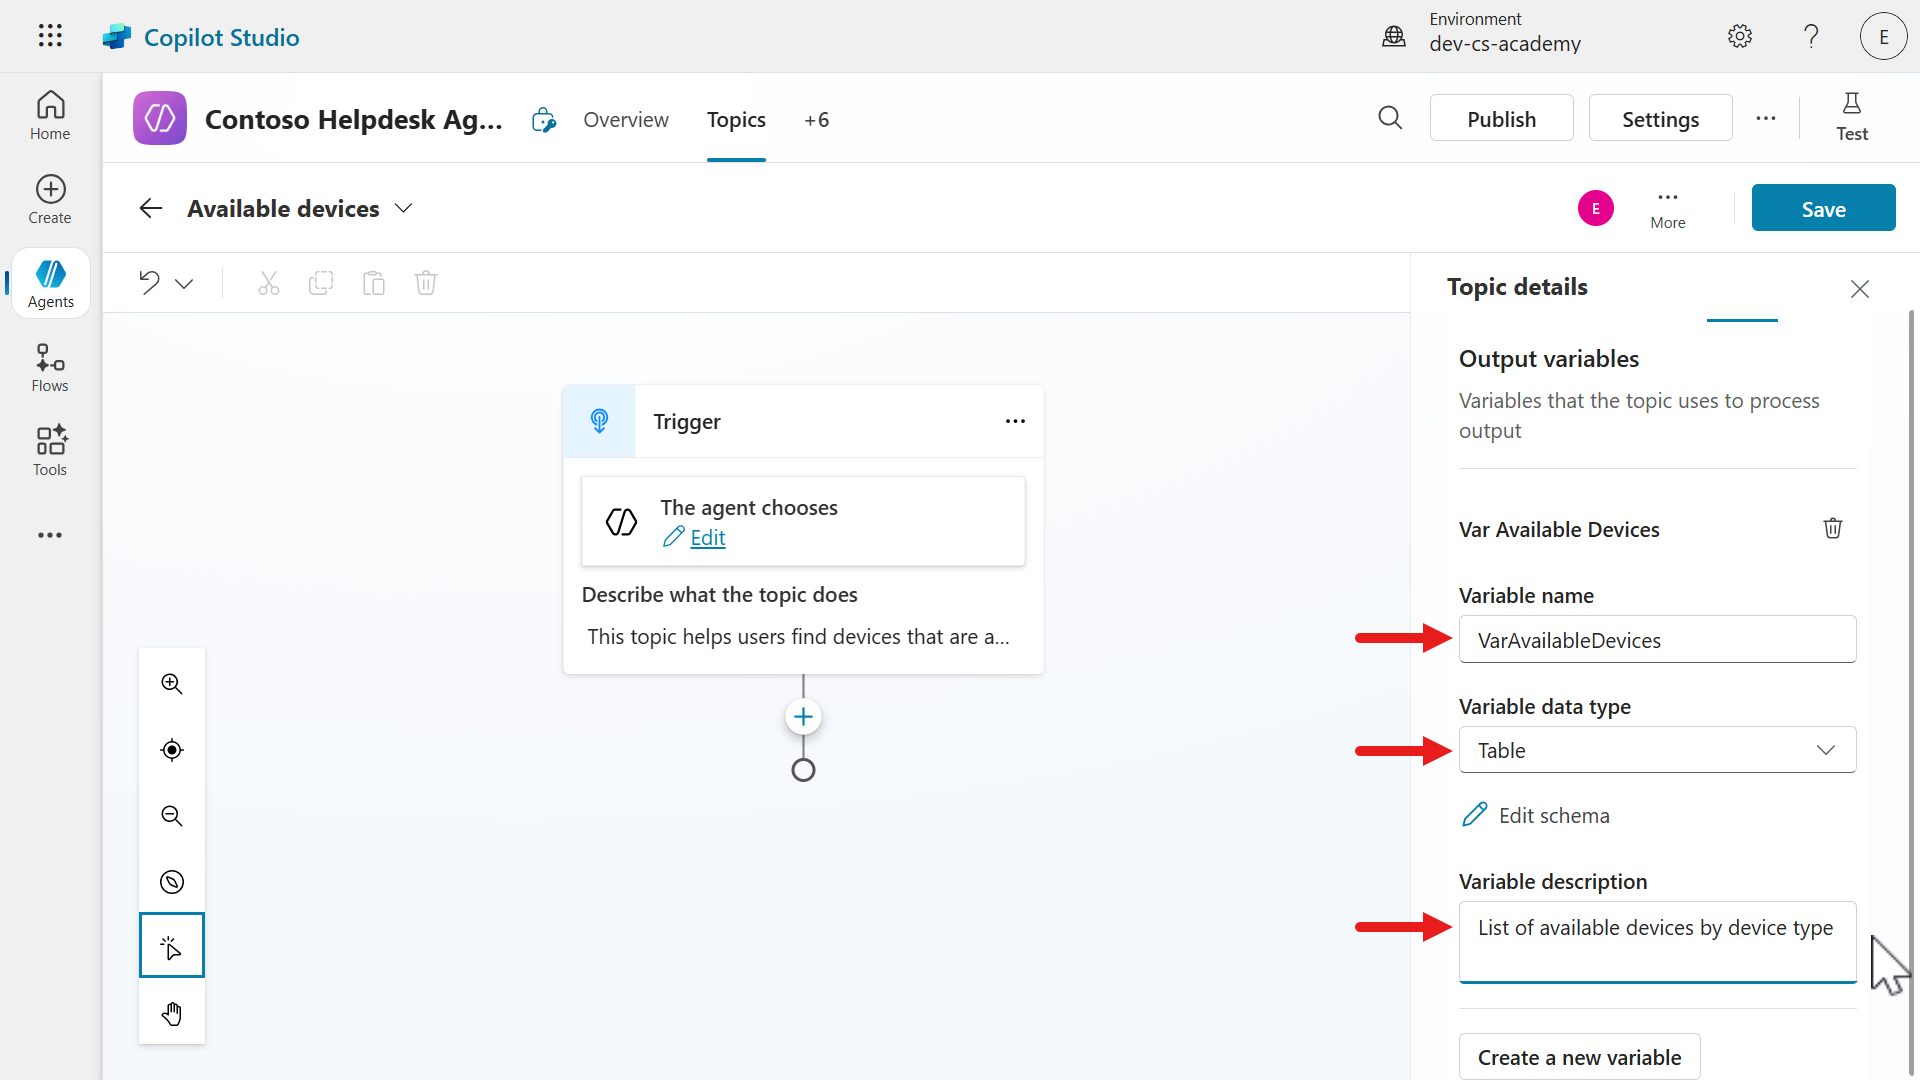 Copilot Studio
Environment
dev-cs-academy
E
Home
Create
Agents
Flows
Tools
Contoso Helpdesk Ag...
Overview
Topics
+6
Publish
Settings
Test
Available devices
E
More
Save
Trigger
The agent chooses
Edit
Describe what the topic does
This topic helps users find devices that are a...
Topic details
Output variables
Variables that the topic uses to process
output
Var Available Devices
Variable name
VarAvailableDevices
Variable data type
Table
Edit schema
Variable description
List of available devices by device type
Create a new variable